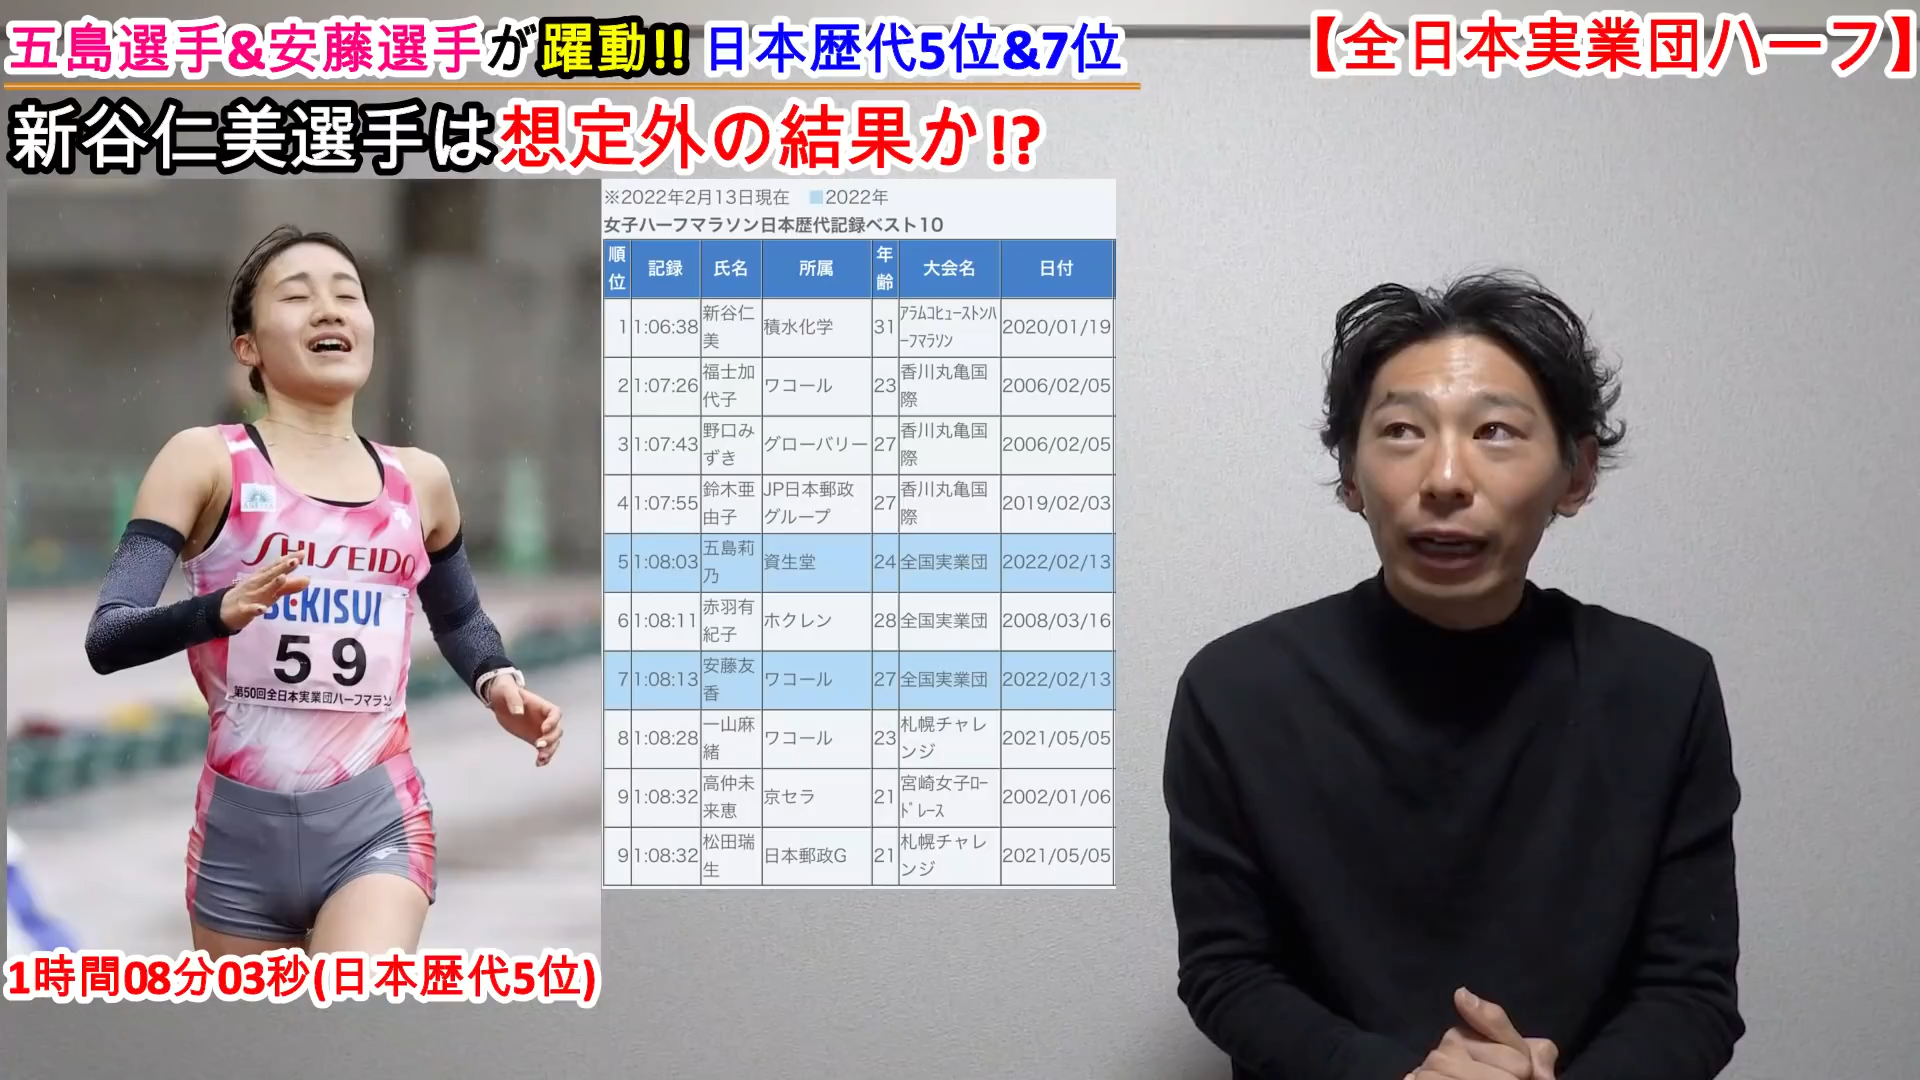 五島選手&安藤選手が躍動!! 日本歴代5位&7位
【全日本実業団ハーフ】
新谷仁美選手は想定外の結果か!?
※2022年2月13日現在 2022年
女子ハーフマラソン日本歴代記録ベスト10
順位 記録 氏名 所属 年齢 大会名 日付
1 1:06:38 新谷仁美 積水化学 31 ｱﾗﾑｺﾋｭｰｽﾄﾝﾊｰﾌﾏﾗｿﾝ 2020/01/19
2 1:07:26 福士加代子 ワコール 23 香川丸亀国際 2006/02/05
3 1:07:43 野口みずき グローバリー 27 香川丸亀国際 2006/02/05
4 1:07:55 鈴木亜由子 JP日本郵政グループ 27 香川丸亀国際 2019/02/03
5 1:08:03 五島莉乃 資生堂 24 全国実業団 2022/02/13
6 1:08:11 赤羽有紀子 ホクレン 28 全国実業団 2008/03/16
7 1:08:13 安藤友香 ワコール 27 全国実業団 2022/02/13
8 1:08:28 一山麻緒 ワコール 23 札幌チャレンジ 2021/05/05
9 1:08:32 高仲未来恵 京セラ 21 宮崎女子ﾛｰﾄﾞﾚｰｽ 2002/01/06
9 1:08:32 松田瑞生 日本郵政G 21 札幌チャレンジ 2021/05/05
SHISEIDO
SEKISUI
59
第50回全日本実業団ハーフマラソン
1時間08分03秒(日本歴代5位)